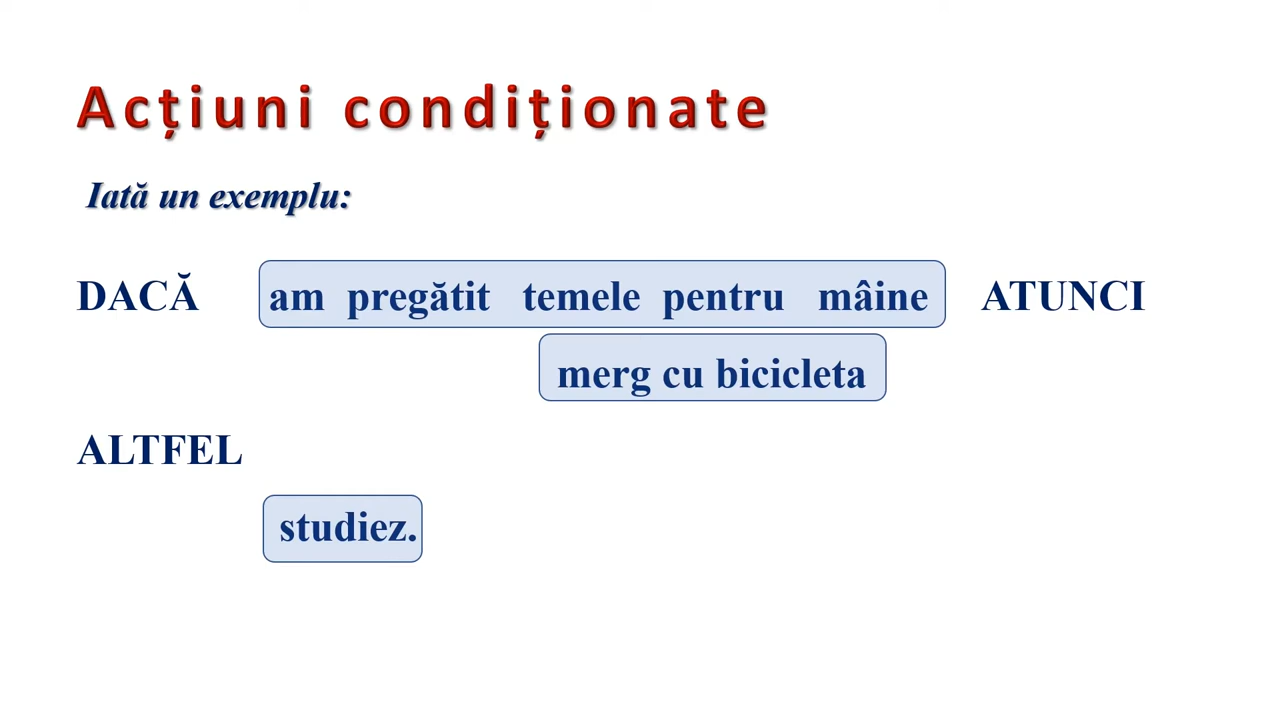 Acțiuni condiționate
Iată un exemplu:
DACĂ am pregătit temele pentru mâine ATUNCI
merg cu bicicleta
ALTFEL
studiez.